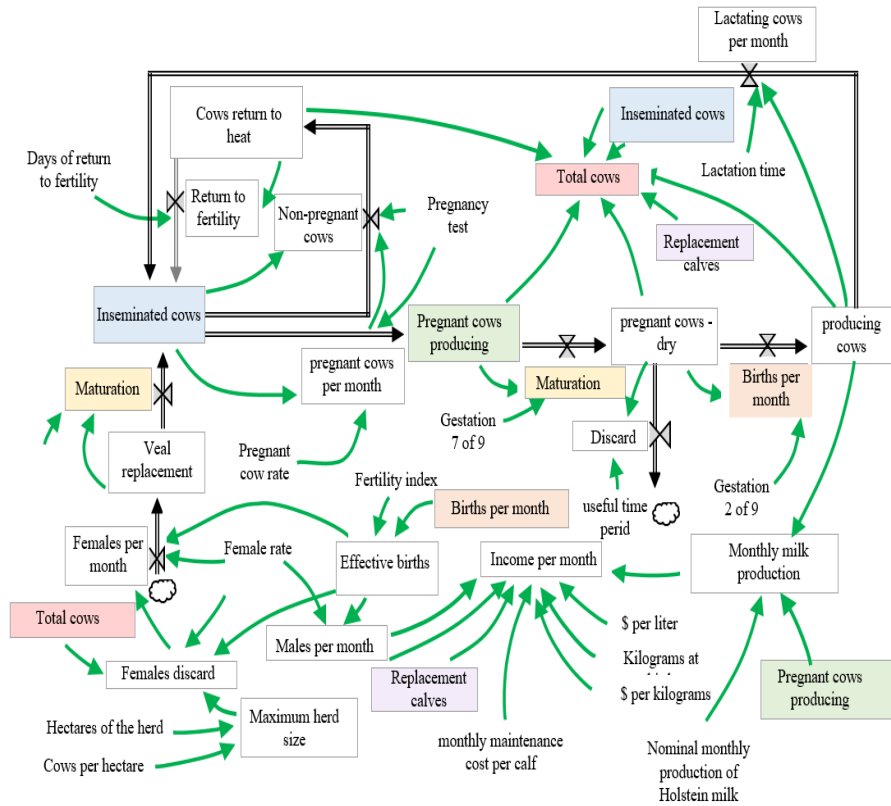 Lactating cows
per month
Cows return to
heat
Inseminated cows
Days of return
to fertility
Return to
fertility
Non-pregnant
cows
Pregnancy
test
Total cows
Lactation time
Replacement
calves
Inseminated cows
Pregnant cows
producing
pregnant cows -
dry
producing
cows
pregnant cows
per month
Maturation
Maturation
Births per
month
Gestation
7 of 9
Discard
Veal
replacement
Pregnant
cow rate
Fertility index
Births per month
useful time
perid
Gestation
2 of 9
Females per
month
Female rate
Effective births
Income per month
Monthly milk
production
Total cows
Males per month
$ per liter
Females discard
Replacement
calves
Kilograms at
$ per kilograms
Pregnant cows
producing
Maximum herd
size
Hectares of the herd
Cows per hectare
monthly maintenance
cost per calf
Nominal monthly
production of
Holstein milk